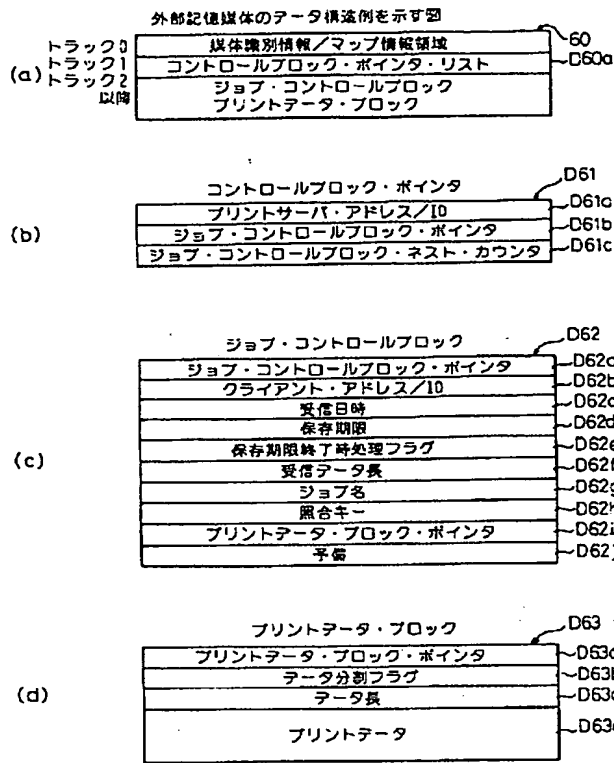 外部記憶媒体のデータ構造例を示す図
60
トラック0 媒体識別情報/マップ情報領域
トラック1 コントロールブロック・ポインタ・リスト D60a
(a)
トラック2以降 ジョブ・コントロールブロック
プリントデータ・ブロック
コントロールブロック・ポインタ D61
プリントサーバ・アドレス/ID D61a
(b) ジョブ・コントロールブロック・ポインタ D61b
ジョブ・コントロールブロック・ネスト・カウンタ D61c
ジョブ・コントロールブロック D62
ジョブ・コントロールブロック・ポインタ D62a
クライアント・アドレス/ID D62b
受信日時 D62c
保存期限 D62d
(c) 保存期限終了時処理フラグ D62e
受信データ長 D62f
ジョブ名 D62g
照合キー D62h
プリントデータ・ブロック・ポインタ D62i
予備 D62j
プリントデータ・ブロック D63
プリントデータ・ブロック・ポインタ D63a
データ分割フラグ D63b
(d) データ長 D63c
プリントデータ D63d